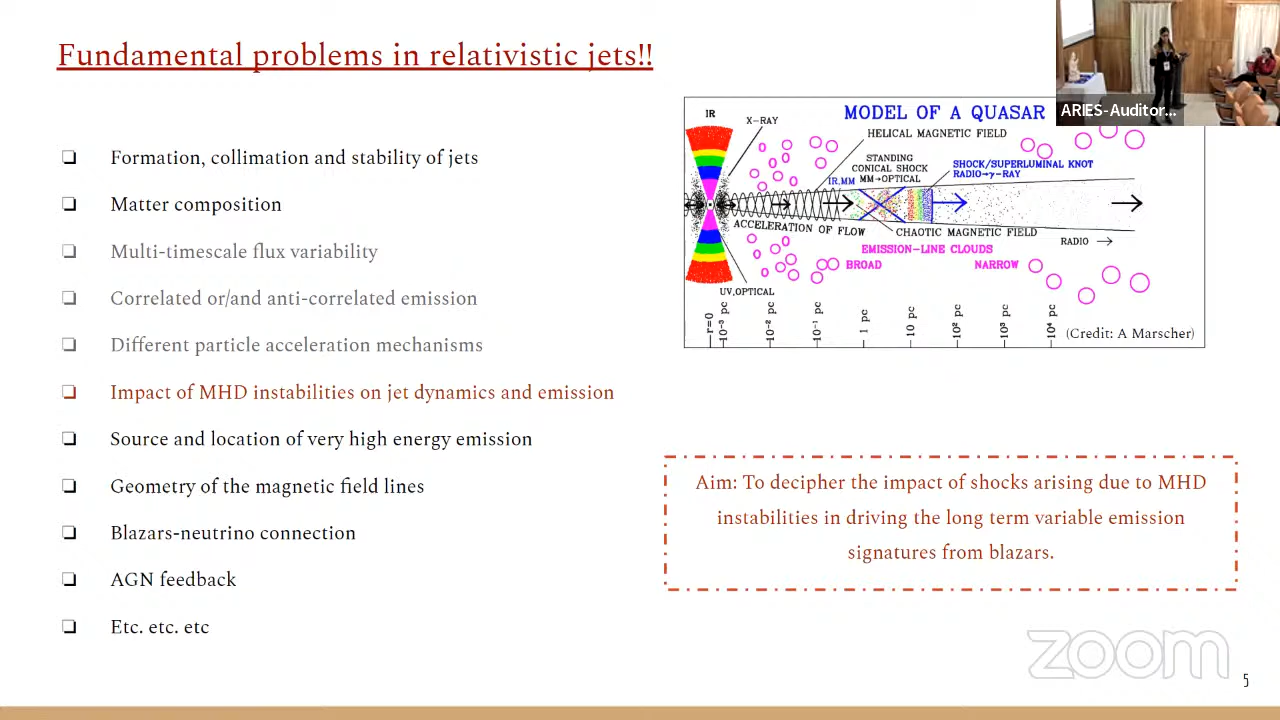 Fundamental problems in relativistic jets!!
❏ Formation, collimation and stability of jets
❏ Matter composition
❏ Multi-timescale flux variability
❏ Correlated or/and anti-correlated emission
❏ Different particle acceleration mechanisms
❏ Impact of MHD instabilities on jet dynamics and emission
❏ Source and location of very high energy emission
❏ Geometry of the magnetic field lines
❏ Blazars-neutrino connection
❏ AGN feedback
❏ Etc. etc. etc
ARIES-Auditor...
MODEL OF A QUASAR
IR
X-RAY
HELICAL MAGNETIC FIELD
STANDING
CONICAL SHOCK
MM→OPTICAL
SHOCK/SUPERLUMINAL KNOT
RADIO→γ-RAY
IR,MM
ACCELERATION OF FLOW
CHAOTIC MAGNETIC FIELD
RADIO →
EMISSION-LINE CLOUDS
BROAD
NARROW
UV,OPTICAL
r=0
10⁻³ pc
10⁻² pc
10⁻¹ pc
1 pc
10 pc
10² pc
10³ pc
10⁴ pc
(Credit: A Marscher)
Aim: To decipher the impact of shocks arising due to MHD
instabilities in driving the long term variable emission
signatures from blazars.
zoom
5